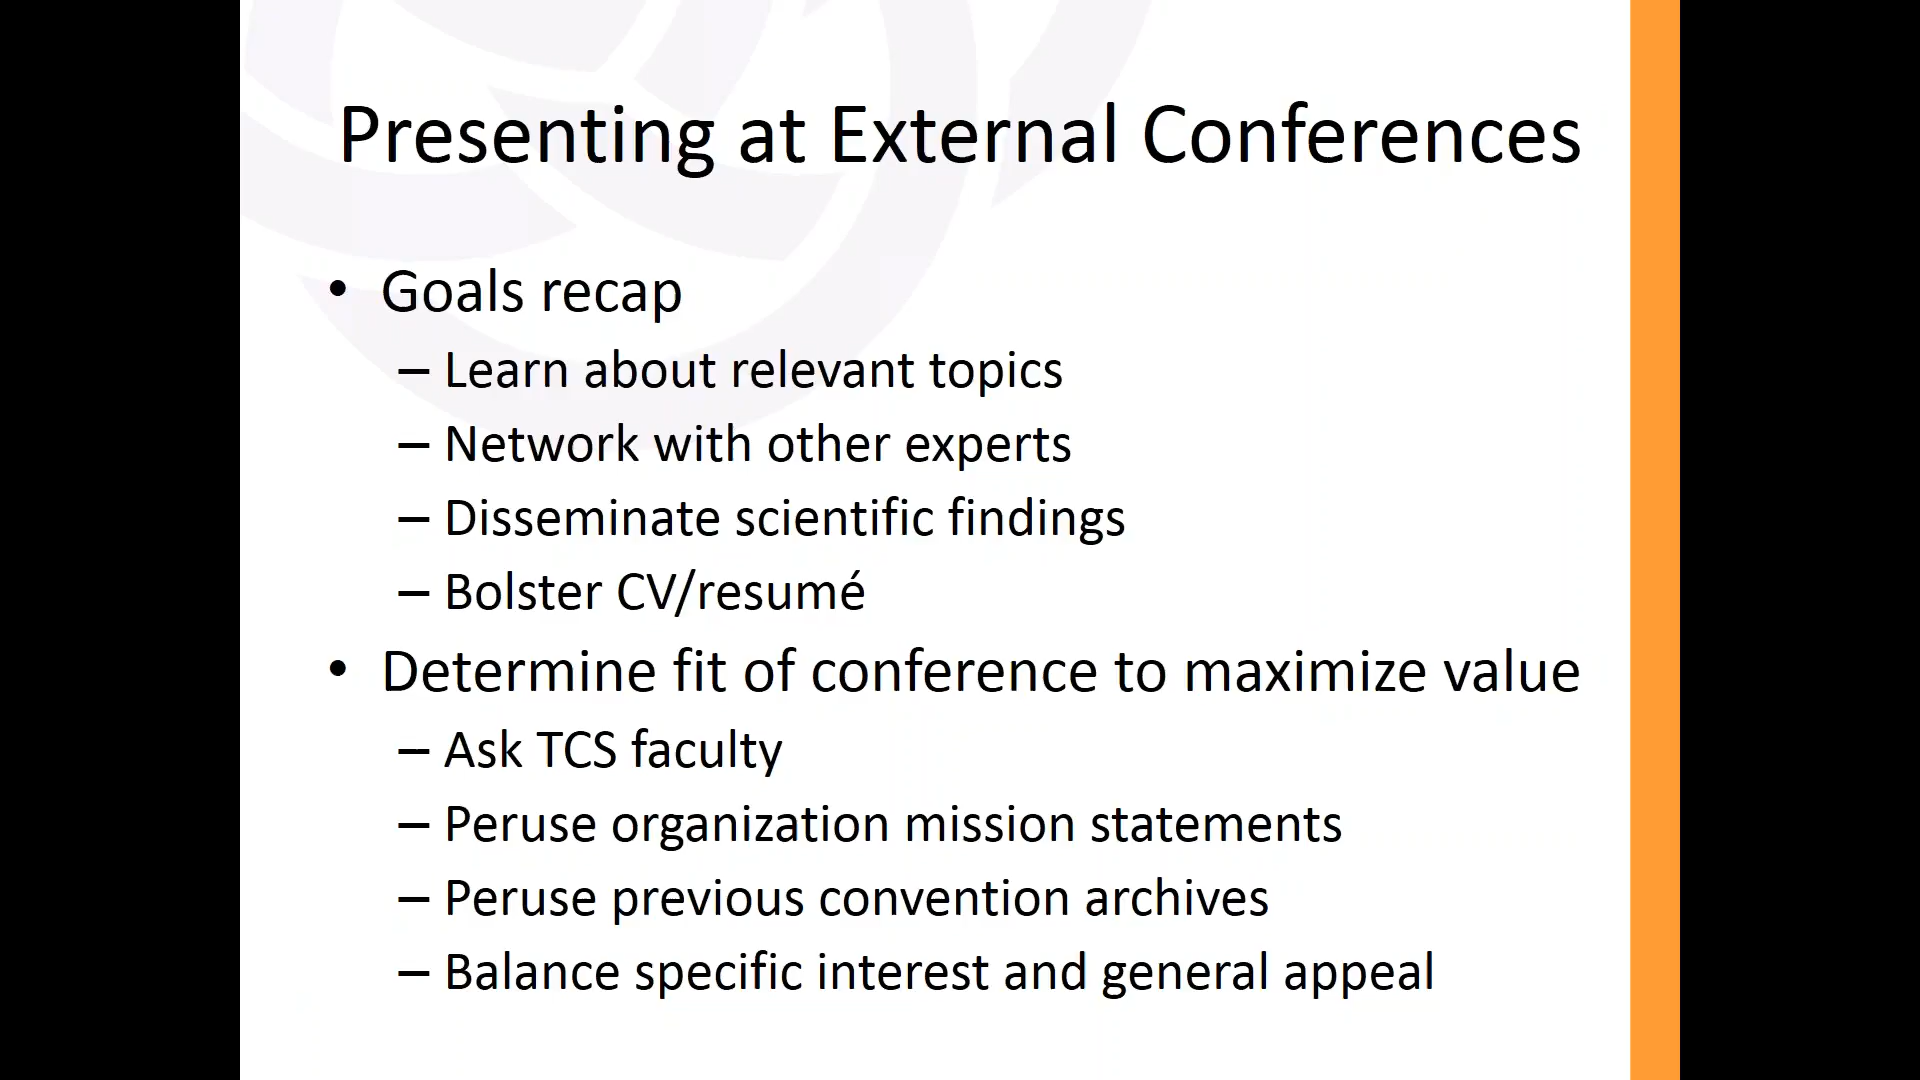 Presenting at External Conferences
• Goals recap
– Learn about relevant topics
– Network with other experts
– Disseminate scientific findings
– Bolster CV/resumé
• Determine fit of conference to maximize value
– Ask TCS faculty
– Peruse organization mission statements
– Peruse previous convention archives
– Balance specific interest and general appeal